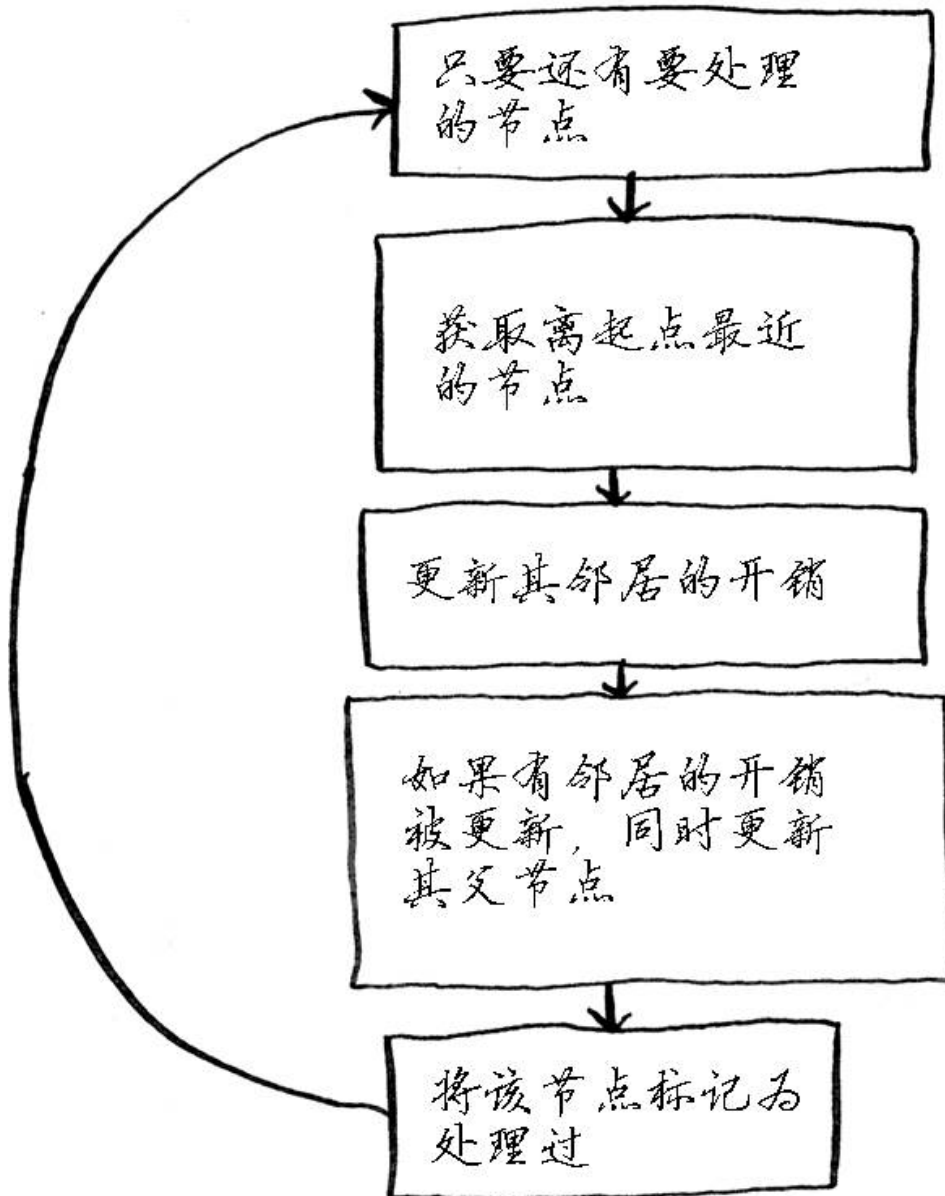 只要还有要处理
的节点
获取离起点最近
的节点
更新其邻居的开销
如果有邻居的开销
被更新，同时更新
其父节点
将该节点标记为
处理过